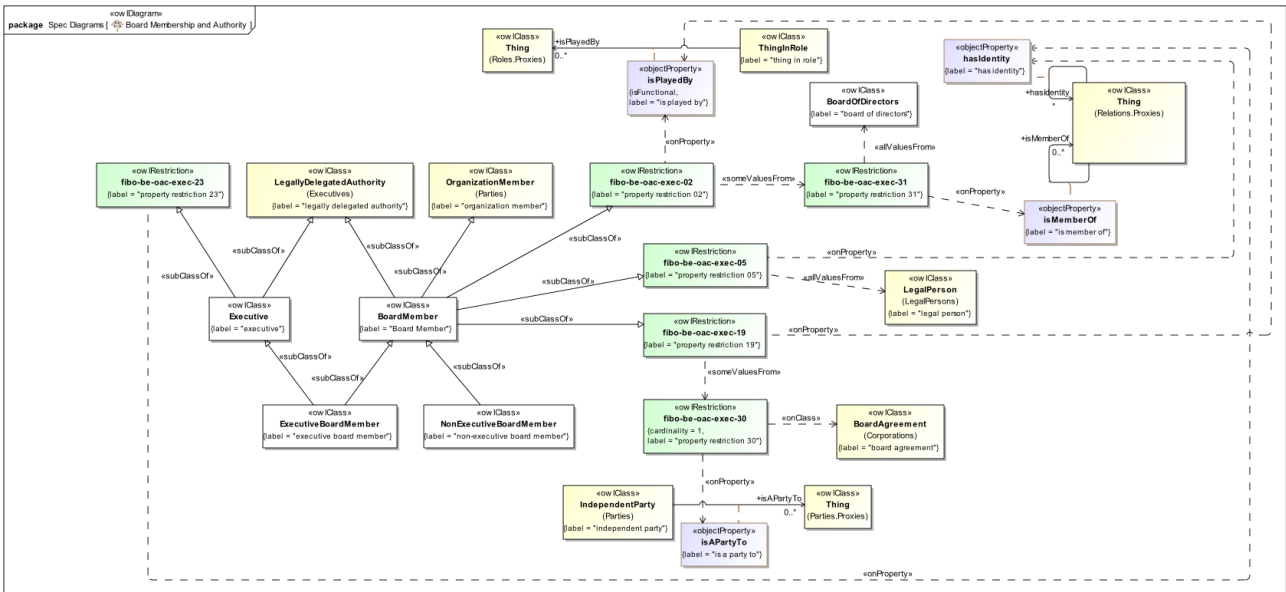 «owlDiagram»
package Spec Diagrams [ Board Membership and Authority ]
«owlClass»
Thing
(Roles.Proxies)
+isPlayedBy
0..*
«owlClass»
ThingInRole
{label = "thing in role"}
«objectProperty»
isPlayedBy
{isFunctional,
label = "is played by"}
«objectProperty»
hasIdentity
{label = "has identity"}
+hasIdentity
*
«owlClass»
Thing
(Relations.Proxies)
+isMemberOf
0..*
«owlClass»
BoardOfDirectors
{label = "board of directors"}
«onProperty»
«allValuesFrom»
«owlRestriction»
fibo-be-oac-exec-23
{label = "property restriction 23"}
«owlClass»
LegallyDelegatedAuthority
(Executives)
{label = "legally delegated authority"}
«owlClass»
OrganizationMember
(Parties)
{label = "organization member"}
«owlRestriction»
fibo-be-oac-exec-02
{label = "property restriction 02"}
«someValuesFrom»
«owlRestriction»
fibo-be-oac-exec-31
{label = "property restriction 31"}
«onProperty»
«objectProperty»
isMemberOf
{label = "is member of"}
«subClassOf»
«subClassOf»
«subClassOf»
«subClassOf»
«subClassOf»
«owlRestriction»
fibo-be-oac-exec-05
{label = "property restriction 05"}
«onProperty»
«allValuesFrom»
«owlClass»
LegalPerson
(LegalPersons)
{label = "legal person"}
«subClassOf»
«owlClass»
Executive
{label = "executive"}
«owlClass»
BoardMember
{label = "Board Member"}
«subClassOf»
«owlRestriction»
fibo-be-oac-exec-19
{label = "property restriction 19"}
«onProperty»
«subClassOf»
«subClassOf»
«subClassOf»
«someValuesFrom»
«owlClass»
ExecutiveBoardMember
{label = "executive board member"}
«owlClass»
NonExecutiveBoardMember
{label = "non-executive board member"}
«owlRestriction»
fibo-be-oac-exec-30
{cardinality = 1,
label = "property restriction 30"}
«onClass»
«owlClass»
BoardAgreement
(Corporations)
{label = "board agreement"}
«onProperty»
«owlClass»
IndependentParty
(Parties)
{label = "independent party"}
+isAPartyTo
0..*
«owlClass»
Thing
(Parties.Proxies)
«objectProperty»
isAPartyTo
{label = "is a party to"}
«onProperty»